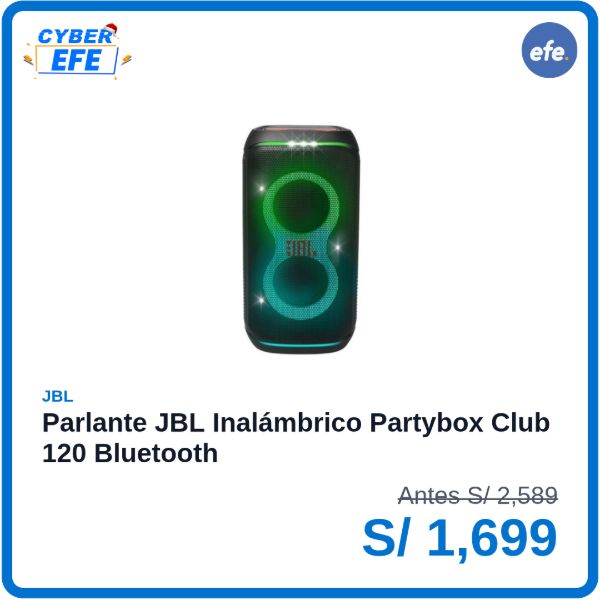 CYBER
EFE
efe.
JBL
JBL
Parlante JBL Inalámbrico Partybox Club
120 Bluetooth
Antes S/ 2,589
S/ 1,699